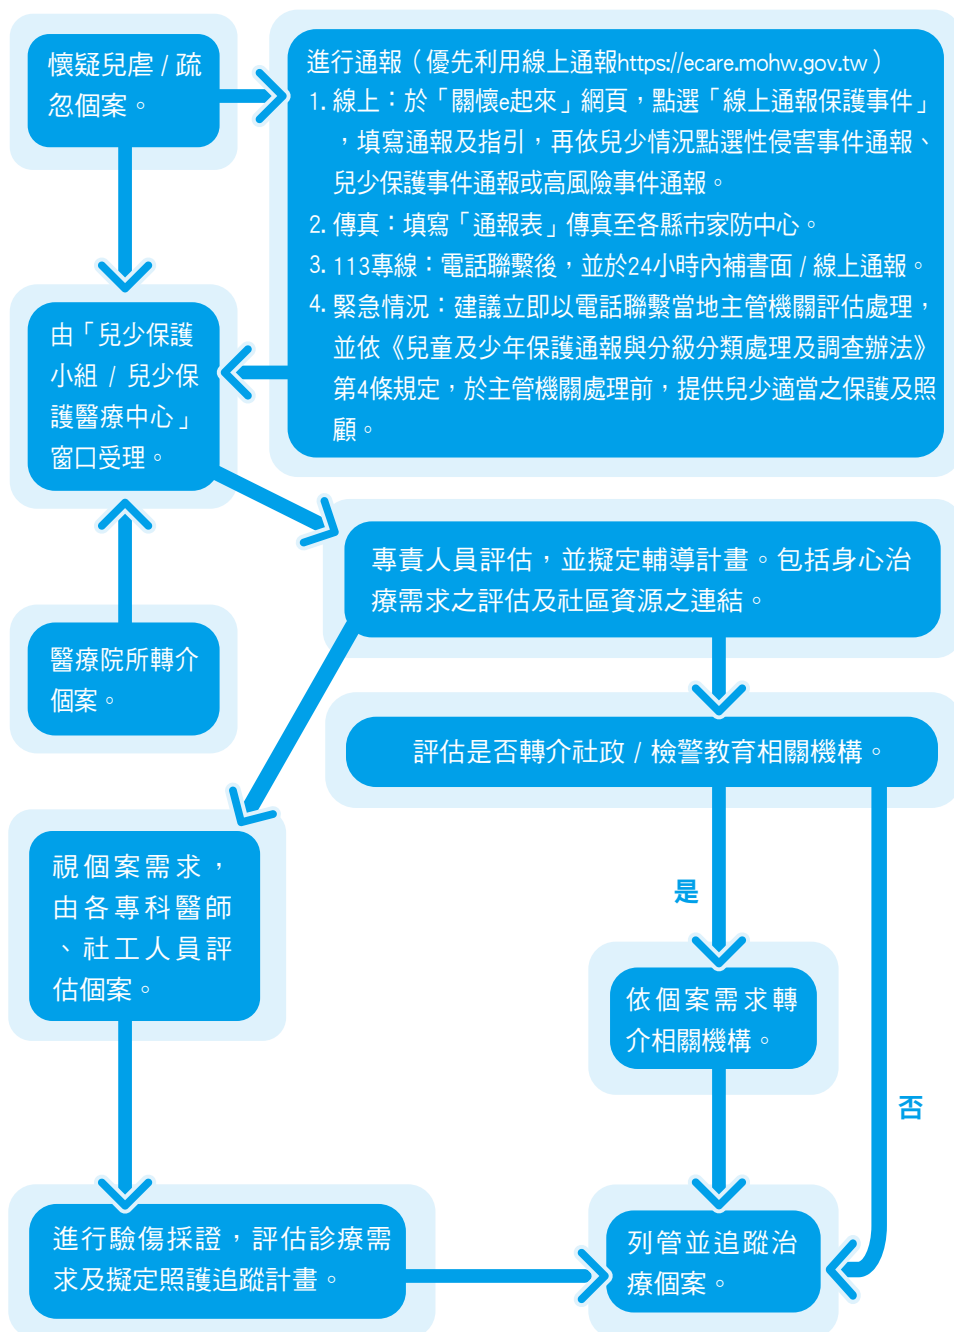 懷疑兒虐 / 疏
忽個案。
進行通報（優先利用線上通報https://ecare.mohw.gov.tw）
1. 線上：於「關懷e起來」網頁，點選「線上通報保護事件」
，填寫通報及指引，再依兒少情況點選性侵害事件通報、
兒少保護事件通報或高風險事件通報。
2. 傳真：填寫「通報表」傳真至各縣市家防中心。
3. 113專線：電話聯繫後，並於24小時內補書面 / 線上通報。
4. 緊急情況：建議立即以電話聯繫當地主管機關評估處理，
並依《兒童及少年保護通報與分級分類處理及調查辦法》
第4條規定，於主管機關處理前，提供兒少適當之保護及照
顧。
由「兒少保護
小組 / 兒少保
護醫療中心」
窗口受理。
專責人員評估，並擬定輔導計畫。包括身心治
療需求之評估及社區資源之連結。
醫療院所轉介
個案。
評估是否轉介社政 / 檢警教育相關機構。
視個案需求，
由各專科醫師
、社工人員評
估個案。
是
依個案需求轉
介相關機構。
否
進行驗傷採證，評估診療需
求及擬定照護追蹤計畫。
列管並追蹤治
療個案。